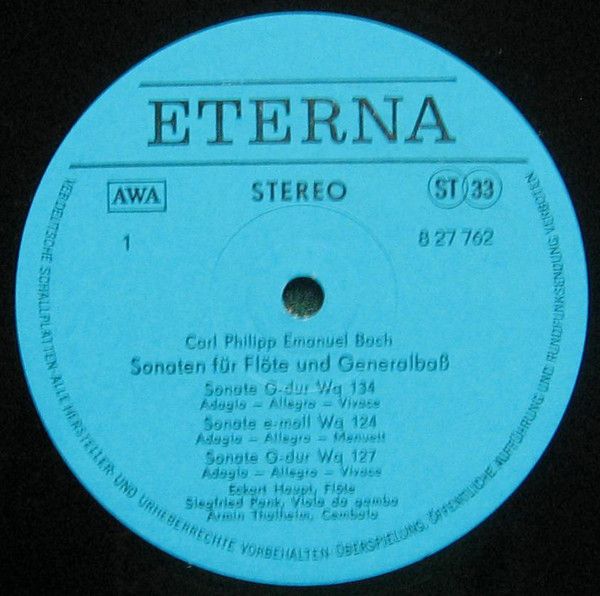 ETERNA
AWA STEREO ST 33
1 8 27 762
Carl Philipp Emanuel Bach
Sonaten für Flöte und Generalbaß
Sonate G-dur Wq 134
Adagio – Allegro – Vivace
Sonate e-moll Wq 124
Adagio – Allegro – Menuett
Sonate G-dur Wq 127
Adagio – Allegro – Vivace
Eckart Haupt, Flöte
Siegfried Pank, Viola da gamba
Armin Thalheim, Cembalo
VEB DEUTSCHE SCHALLPLATTEN · ALLE HERSTELLER- UND URHEBERRECHTE VORBEHALTEN · ÜBERSPIELUNG, ÖFFENTLICHE AUFFÜHRUNG UND RUNDFUNKSENDUNG VERBOTEN